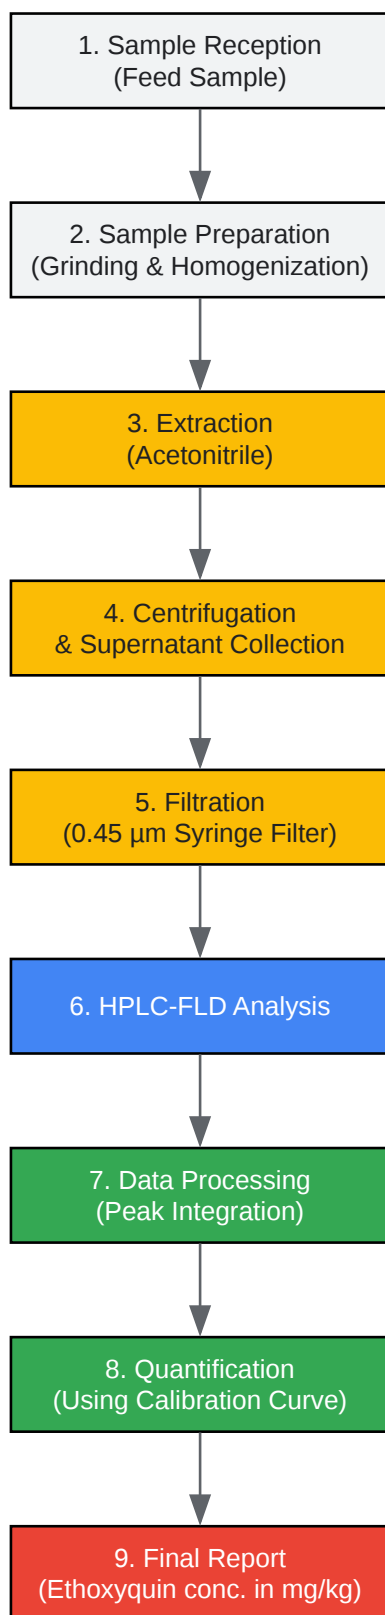 1. Sample Reception
(Feed Sample)
2. Sample Preparation
(Grinding & Homogenization)
3. Extraction
(Acetonitrile)
4. Centrifugation
& Supernatant Collection
5. Filtration
(0.45 µm Syringe Filter)
6. HPLC-FLD Analysis
7. Data Processing
(Peak Integration)
8. Quantification
(Using Calibration Curve)
9. Final Report
(Ethoxyquin conc. in mg/kg)